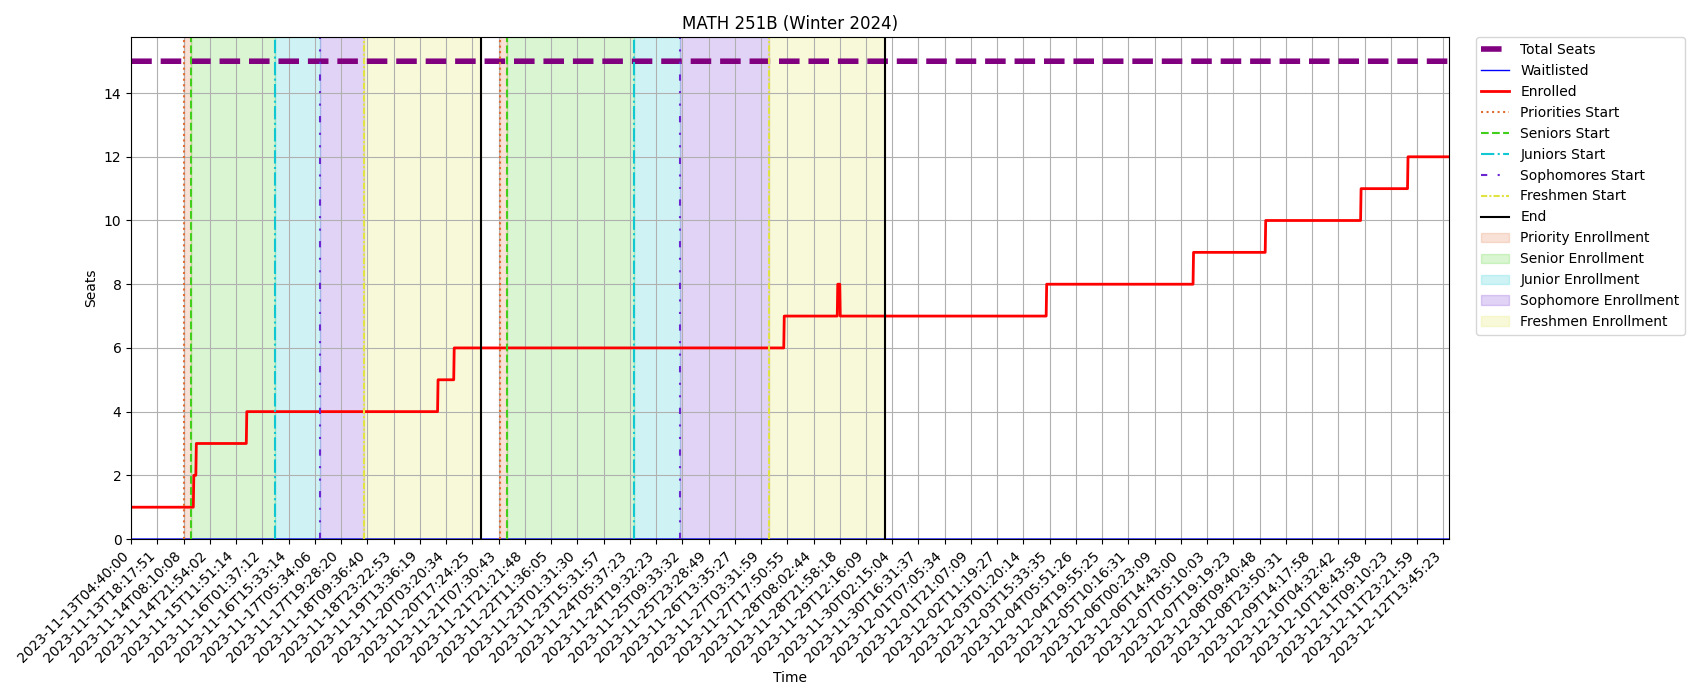 MATH 251B (Winter 2024)
Seats
14
12
10
8
6
4
2
0
2023-11-13T04:40:00
2023-11-13T18:17:51
2023-11-14T08:10:08
2023-11-14T21:54:02
2023-11-15T11:51:14
2023-11-16T01:37:12
2023-11-16T15:33:14
2023-11-17T05:34:06
2023-11-17T19:28:20
2023-11-18T09:36:40
2023-11-18T23:22:53
2023-11-19T13:36:19
2023-11-20T03:20:34
2023-11-20T17:24:25
2023-11-21T07:30:43
2023-11-21T21:21:48
2023-11-22T11:36:05
2023-11-23T01:31:30
2023-11-23T15:31:57
2023-11-24T05:37:23
2023-11-24T19:32:23
2023-11-25T09:33:32
2023-11-25T23:28:49
2023-11-26T13:35:27
2023-11-27T03:31:59
2023-11-27T17:50:55
2023-11-28T08:02:44
2023-11-28T21:58:18
2023-11-29T12:16:09
2023-11-30T02:15:04
2023-11-30T16:31:37
2023-12-01T07:05:34
2023-12-01T21:07:09
2023-12-02T11:19:27
2023-12-03T01:20:14
2023-12-03T15:33:35
2023-12-04T05:51:26
2023-12-04T19:55:25
2023-12-05T10:16:31
2023-12-06T00:23:09
2023-12-06T14:43:00
2023-12-07T05:10:03
2023-12-07T19:19:23
2023-12-08T09:40:48
2023-12-08T23:50:31
2023-12-09T14:17:58
2023-12-10T04:32:42
2023-12-10T18:43:58
2023-12-11T09:10:23
2023-12-11T23:21:59
2023-12-12T13:45:23
Time
Total Seats
Waitlisted
Enrolled
Priorities Start
Seniors Start
Juniors Start
Sophomores Start
Freshmen Start
End
Priority Enrollment
Senior Enrollment
Junior Enrollment
Sophomore Enrollment
Freshmen Enrollment